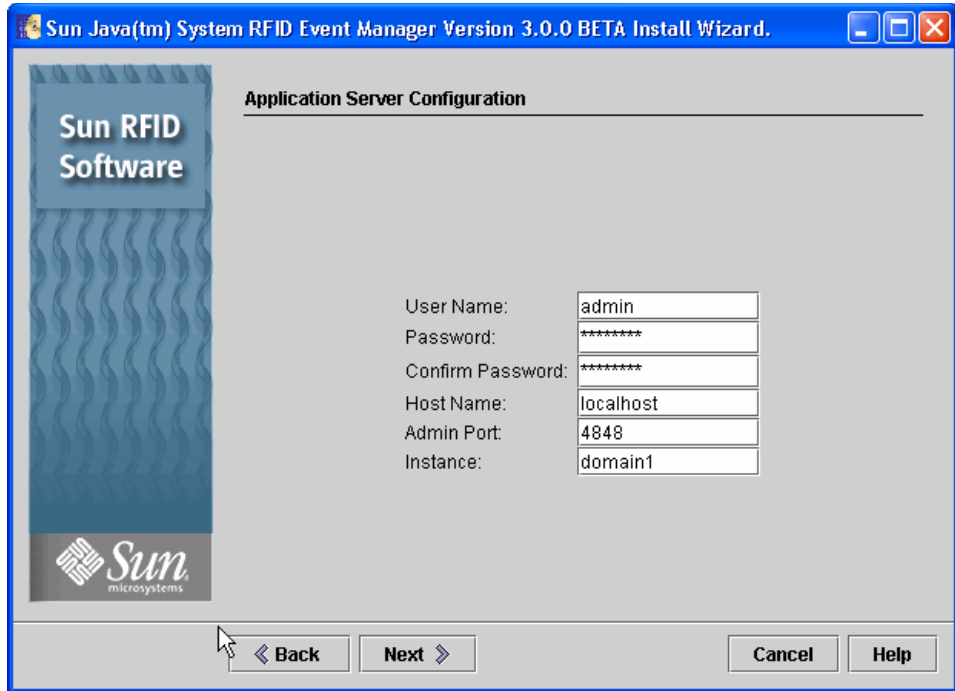 Sun Java(tm) System RFID Event Manager Version 3.0.0 BETA Install Wizard.
Sun RFID
Software
Application Server Configuration
User Name: admin
Password: ********
Confirm Password: ********
Host Name: localhost
Admin Port: 4848
Instance: domain1
Sun
microsystems
Back Next Cancel Help